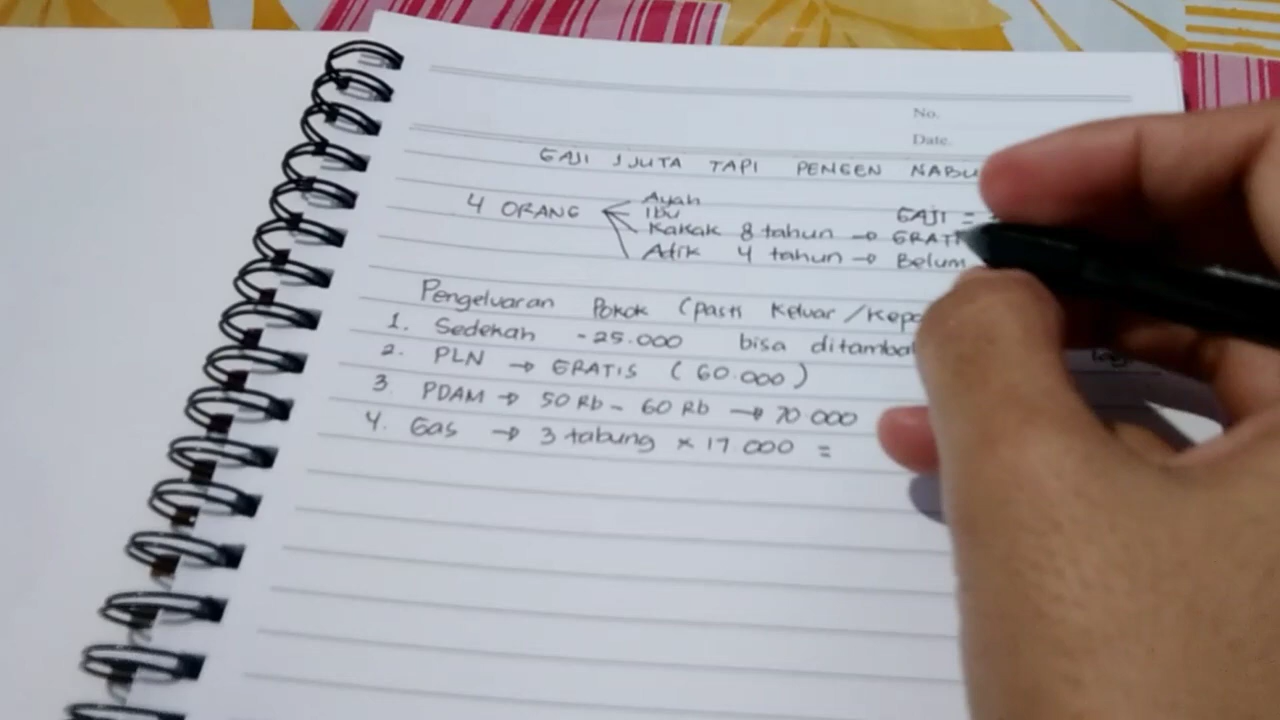 No.
Date.
GAJI 1 JUTA TAPI PENGEN NABU
4 ORANG Ayah
Ibu GAJI =
Kakak 8 tahun → GRATI
Adik 4 tahun → Belum
Pengeluaran Pokok (Pasti Keluar/Kepa
1. Sedekah - 25.000 bisa ditambah
2. PLN → GRATIS (60.000)
3. PDAM → 50 Rb - 60 Rb → 70 000
4. Gas → 3 tabung × 17 000 =